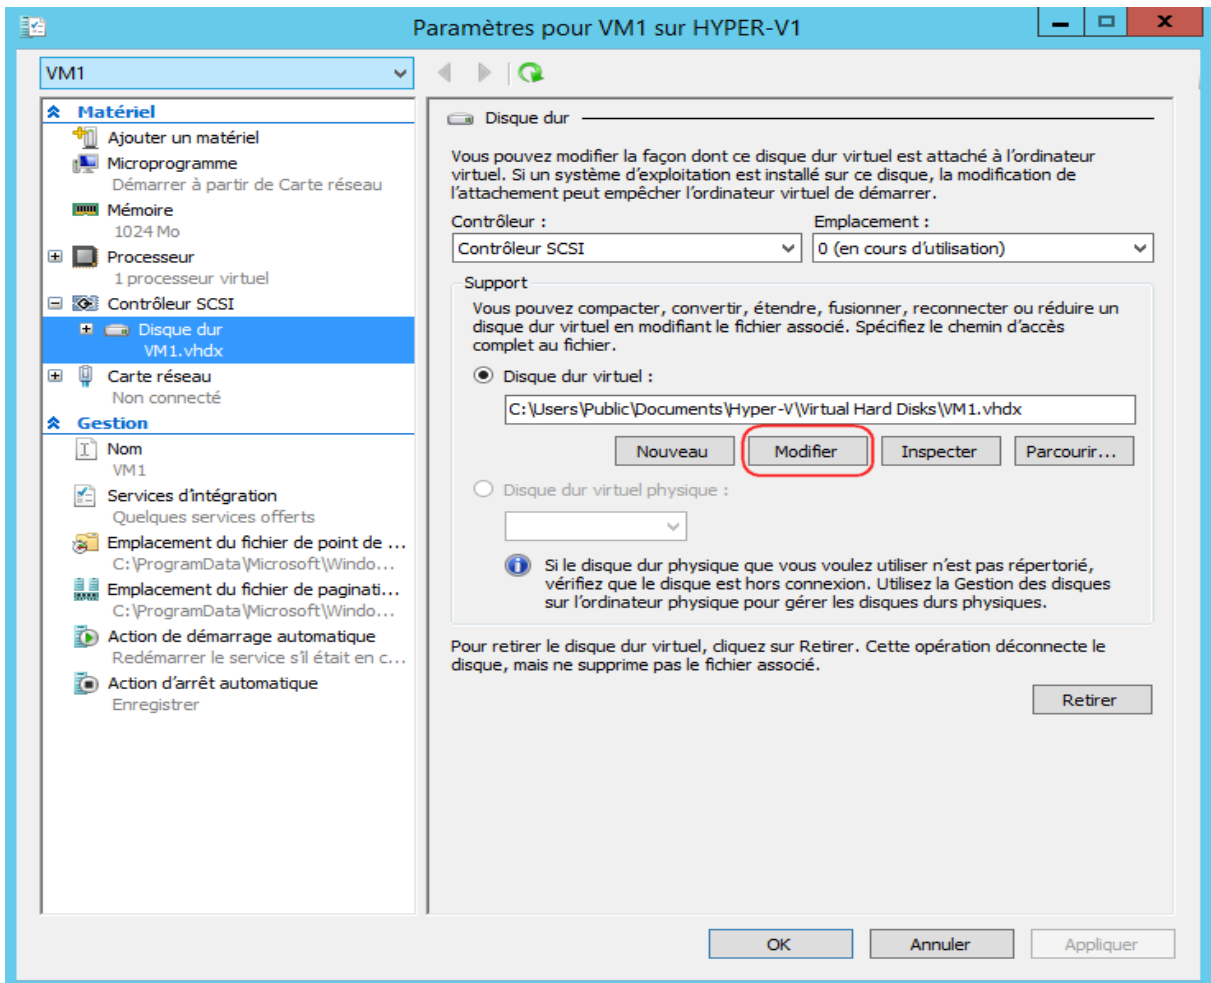 Paramètres pour VM1 sur HYPER-V1
VM1
Matériel
Ajouter un matériel
Microprogramme
Démarrer à partir de Carte réseau
Mémoire
1024 Mo
Processeur
1 processeur virtuel
Contrôleur SCSI
Disque dur
VM1.vhdx
Carte réseau
Non connecté
Gestion
Nom
VM1
Services d'intégration
Quelques services offerts
Emplacement du fichier de point de ...
C:\ProgramData\Microsoft\Windo...
Emplacement du fichier de paginati...
C:\ProgramData\Microsoft\Windo...
Action de démarrage automatique
Redémarrer le service s'il était en c...
Action d'arrêt automatique
Enregistrer
Disque dur
Vous pouvez modifier la façon dont ce disque dur virtuel est attaché à l'ordinateur
virtuel. Si un système d'exploitation est installé sur ce disque, la modification de
l'attachement peut empêcher l'ordinateur virtuel de démarrer.
Contrôleur : Emplacement :
Contrôleur SCSI 0 (en cours d'utilisation)
Support
Vous pouvez compacter, convertir, étendre, fusionner, reconnecter ou réduire un
disque dur virtuel en modifiant le fichier associé. Spécifiez le chemin d'accès
complet au fichier.
Disque dur virtuel :
C:\Users\Public\Documents\Hyper-V\Virtual Hard Disks\VM1.vhdx
Nouveau Modifier Inspecter Parcourir...
Disque dur virtuel physique :
Si le disque dur physique que vous voulez utiliser n'est pas répertorié,
vérifiez que le disque est hors connexion. Utilisez la Gestion des disques
sur l'ordinateur physique pour gérer les disques durs physiques.
Pour retirer le disque dur virtuel, cliquez sur Retirer. Cette opération déconnecte le
disque, mais ne supprime pas le fichier associé.
Retirer
OK Annuler Appliquer